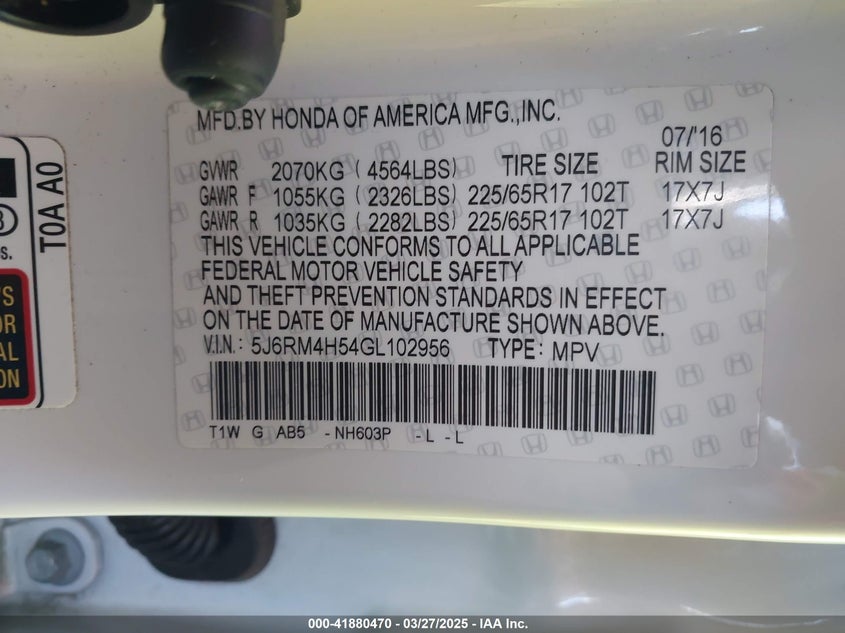 MFD.BY HONDA OF AMERICA MFG.,INC.
07/'16
GVWR 2070KG (4564LBS) TIRE SIZE RIM SIZE
GAWR F 1055KG (2326LBS) 225/65R17 102T 17X7J
GAWR R 1035KG (2282LBS) 225/65R17 102T 17X7J
THIS VEHICLE CONFORMS TO ALL APPLICABLE
FEDERAL MOTOR VEHICLE SAFETY
AND THEFT PREVENTION STANDARDS IN EFFECT
ON THE DATE OF MANUFACTURE SHOWN ABOVE.
V.I.N.: 5J6RM4H54GL102956 TYPE: MPV
T1W G AB5 -NH603P -L -L
T0A A0
000-41880470 - 03/27/2025 - IAA Inc.